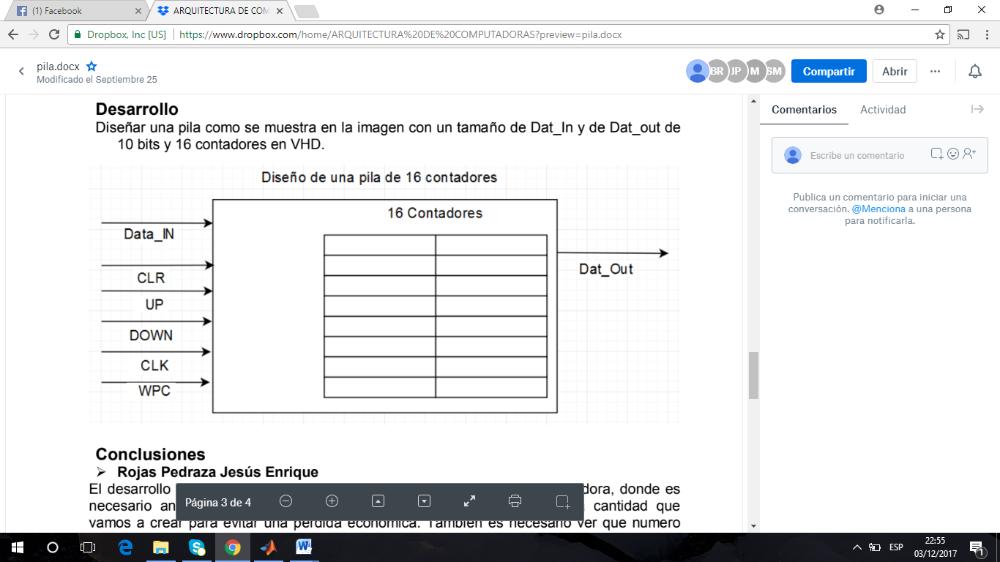 (1) Facebook
ARQUITECTURA DE COM
Dropbox, Inc [US]
https://www.dropbox.com/home/ARQUITECTURA%20DE%20COMPUTADORAS?preview=pila.docx
pila.docx
Modificado el Septiembre 25
BR JP M SM
Compartir
Abrir
Desarrollo
Diseñar una pila como se muestra en la imagen con un tamaño de Dat_In y de Dat_out de
10 bits y 16 contadores en VHD.
Diseño de una pila de 16 contadores
16 Contadores
Data_IN
CLR
UP
DOWN
CLK
WPC
Dat_Out
Conclusiones
Rojas Pedraza Jesús Enrique
El desarrollo dora, donde es
necesario an cantidad que
vamos a crear para evitar una perdida económica. También es necesario ver que numero
Página 3 de 4
Comentarios
Actividad
Escribe un comentario
Publica un comentario para iniciar una
conversación. @Menciona a una persona
para notificarla.
ESP
22:55
03/12/2017
1